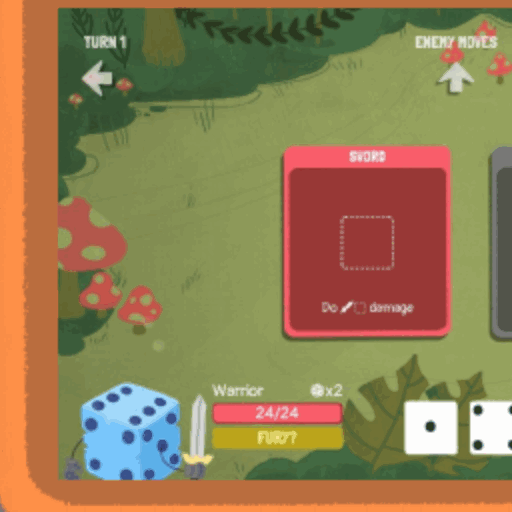 TURN 1
ENEMY MOVES
SWORD
Do damage
Warrior x2
24/24
FURY?